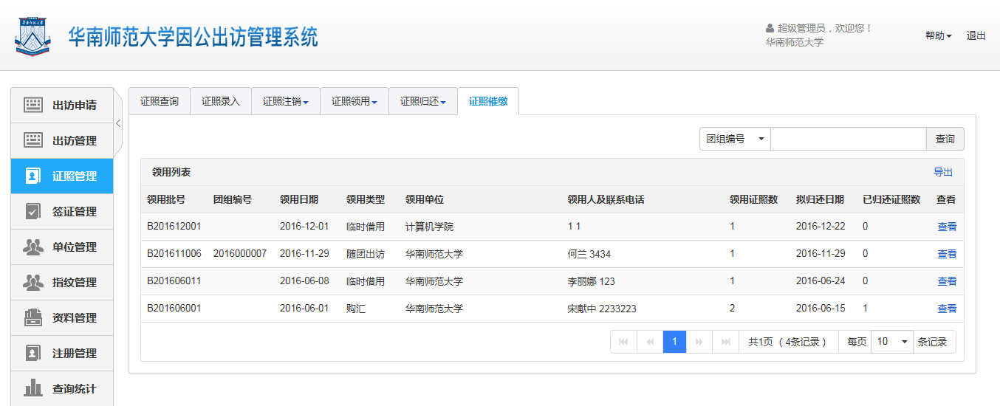 华南师范大学因公出访管理系统
超级管理员，欢迎您！
华南师范大学
帮助
退出
出访申请
出访管理
证照管理
签证管理
单位管理
指纹管理
资料管理
注册管理
查询统计
证照查询 证照录入 证照注销 证照领用 证照归还 证照催缴
团组编号 查询
领用列表 导出
领用批号 团组编号 领用日期 领用类型 领用单位 领用人及联系电话 领用证照数 拟归还日期 已归还证照数 查看
B201612001 2016-12-01 临时借用 计算机学院 1 1 1 2016-12-22 0 查看
B201611006 2016000007 2016-11-29 随团出访 华南师范大学 何兰 3434 1 2016-11-29 0 查看
B201606011 2016-06-08 临时借用 华南师范大学 李丽娜 123 1 2016-06-24 0 查看
B201606001 2016-06-01 购汇 华南师范大学 宋献中 2233223 2 2016-06-15 1 查看
1 共1页（4条记录） 每页 10 条记录